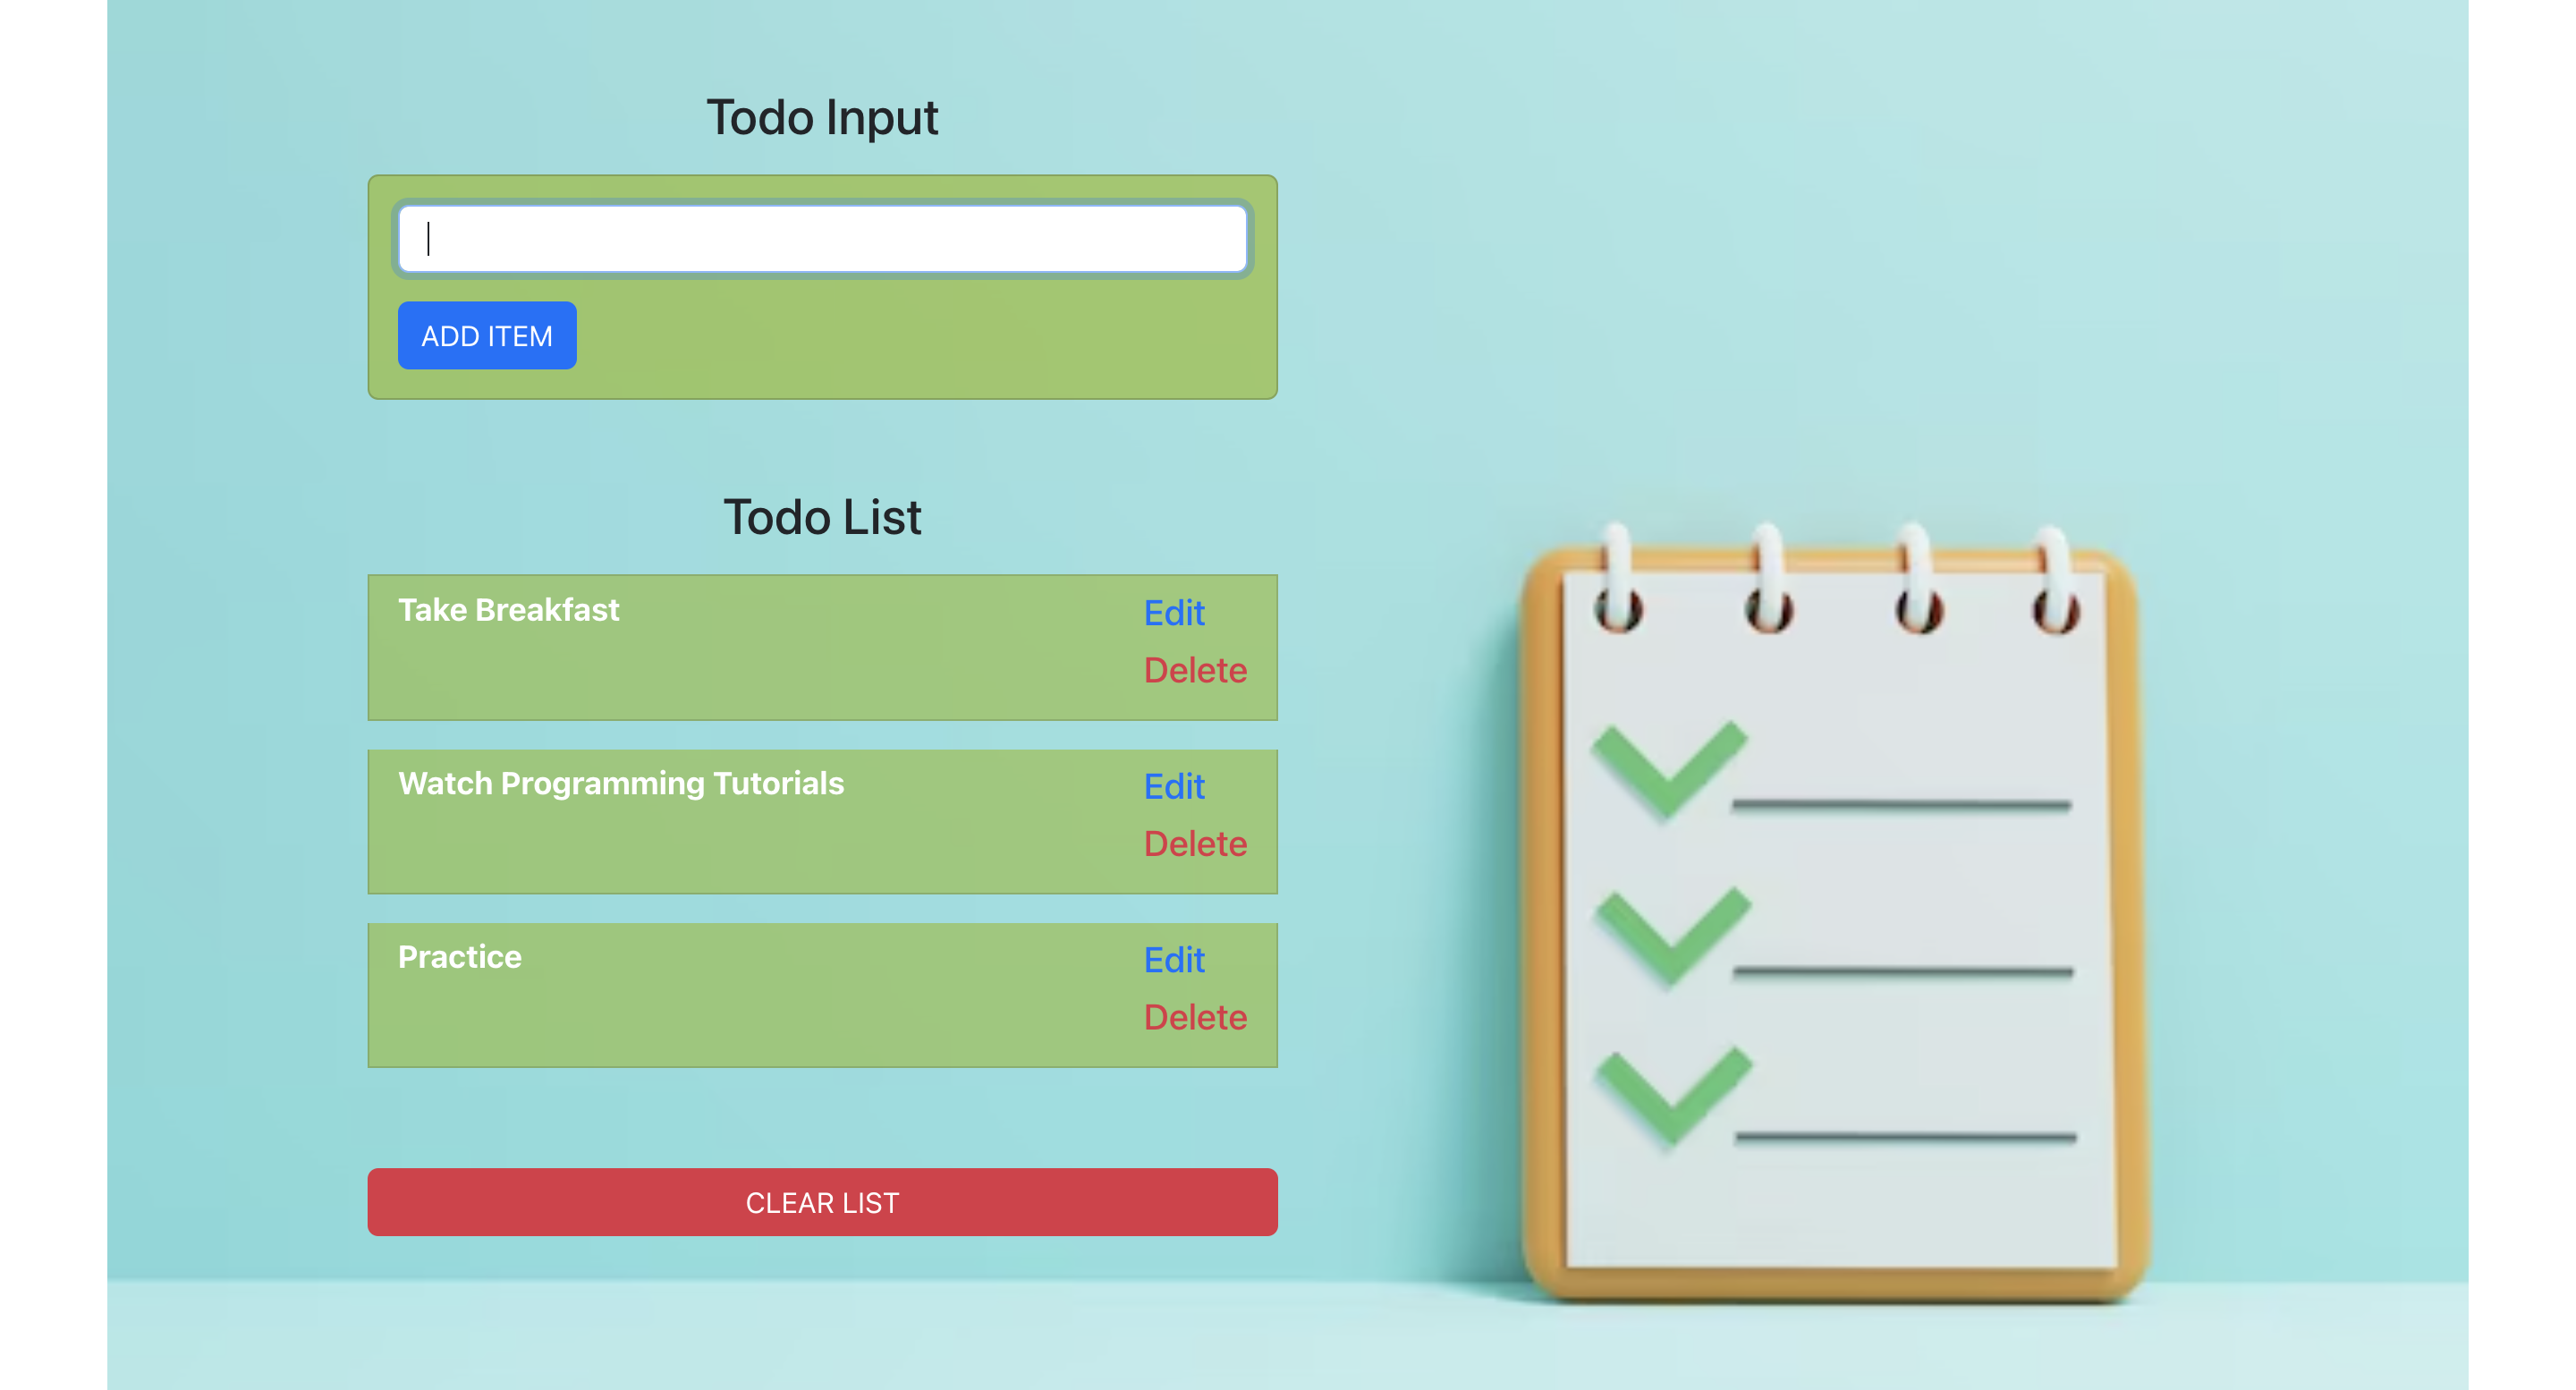 Todo Input
ADD ITEM
Todo List
Take Breakfast
Edit
Delete
Watch Programming Tutorials
Edit
Delete
Practice
Edit
Delete
CLEAR LIST